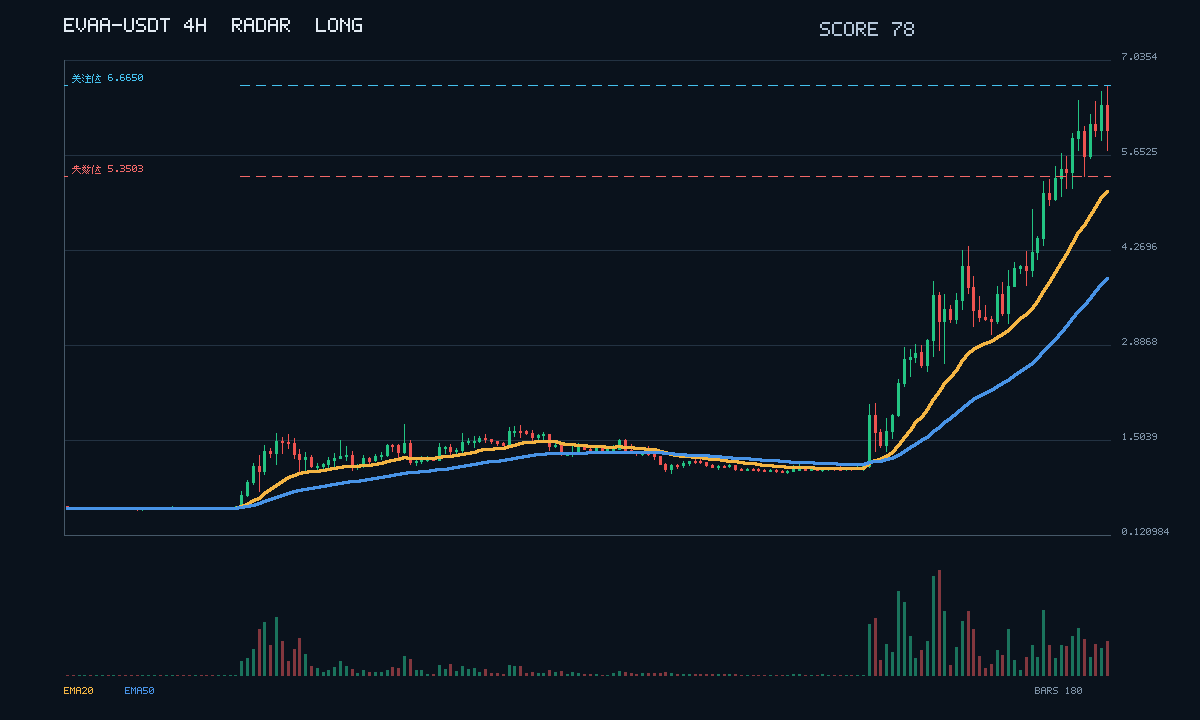 EVAA-USDT 4H  RADAR  LONG
SCORE 78
7.0354
关注位 6.6650
5.6525
失效位 5.3503
4.2696
2.8868
1.5039
0.120984
EMA20
EMA50
BARS 180